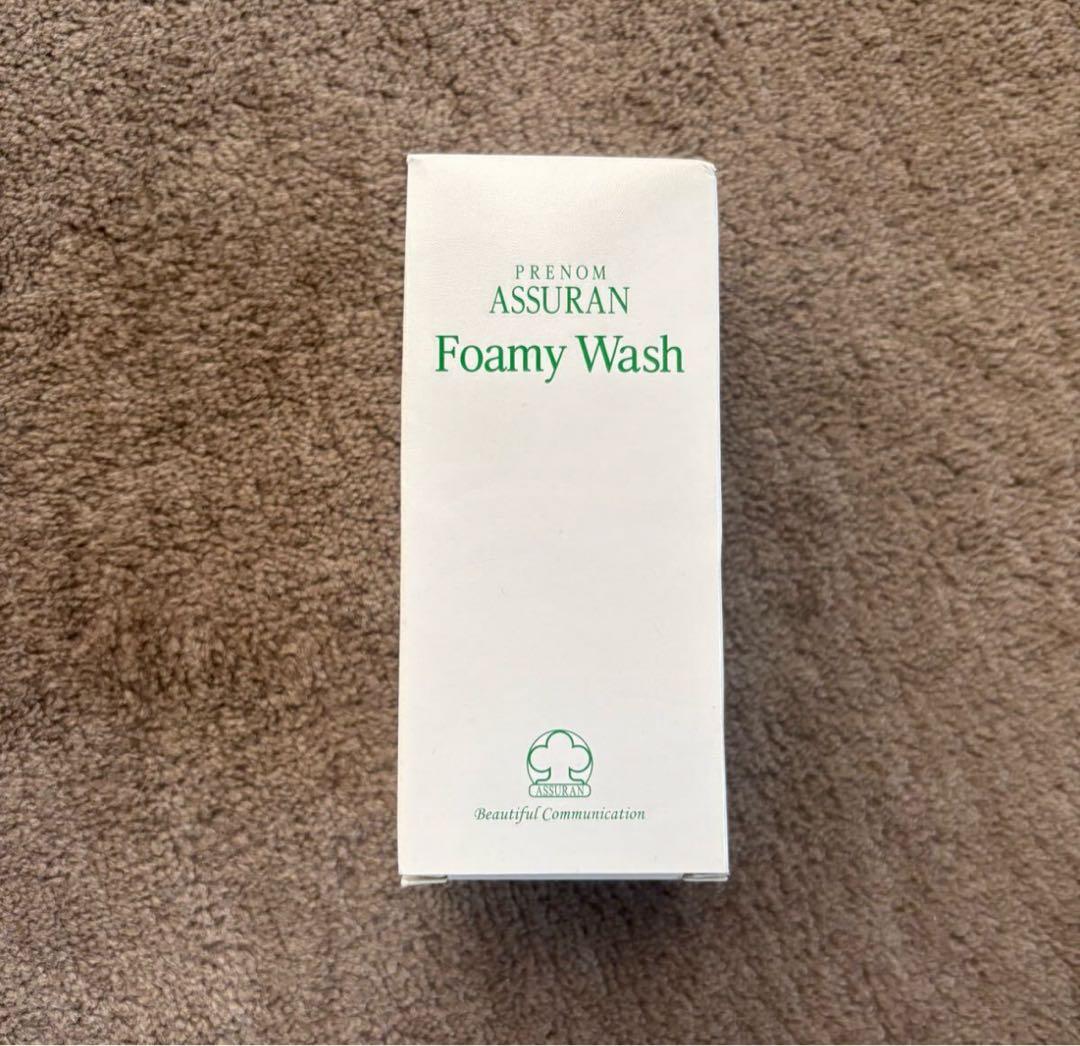 PRENOM
ASSURAN
Foamy Wash
ASSURAN
Beautiful Communication